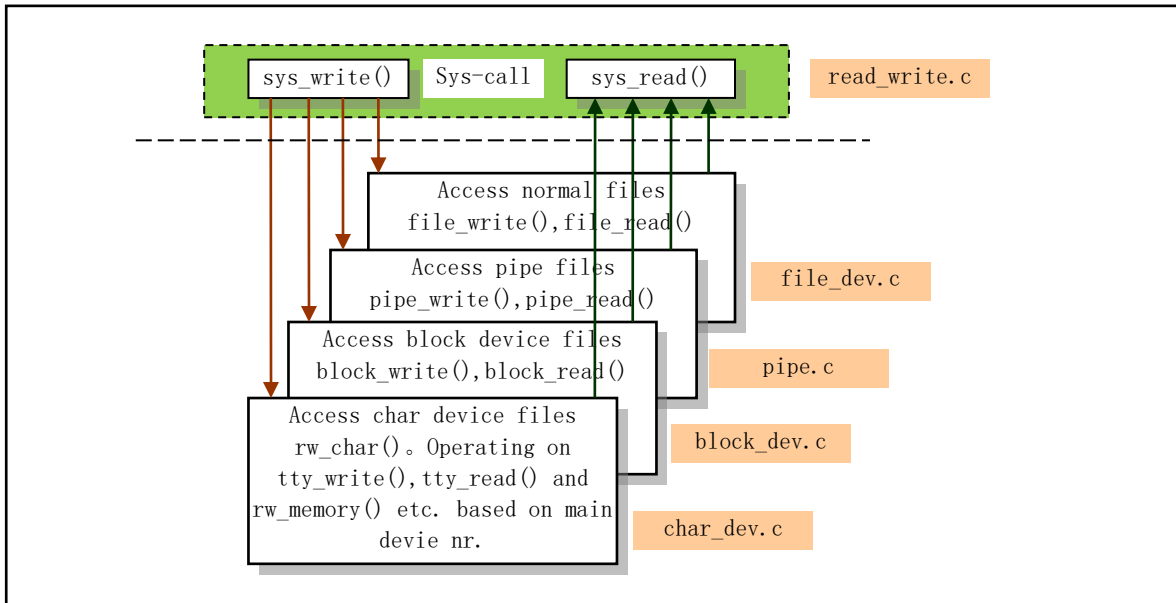 sys_write()
Sys-call
sys_read()
read_write.c
Access normal files
file_write(),file_read()
file_dev.c
Access pipe files
pipe_write(),pipe_read()
pipe.c
Access block device files
block_write(),block_read()
block_dev.c
Access char device files
rw_char()。Operating on
tty_write(),tty_read() and
rw_memory() etc. based on main
devie nr.
char_dev.c